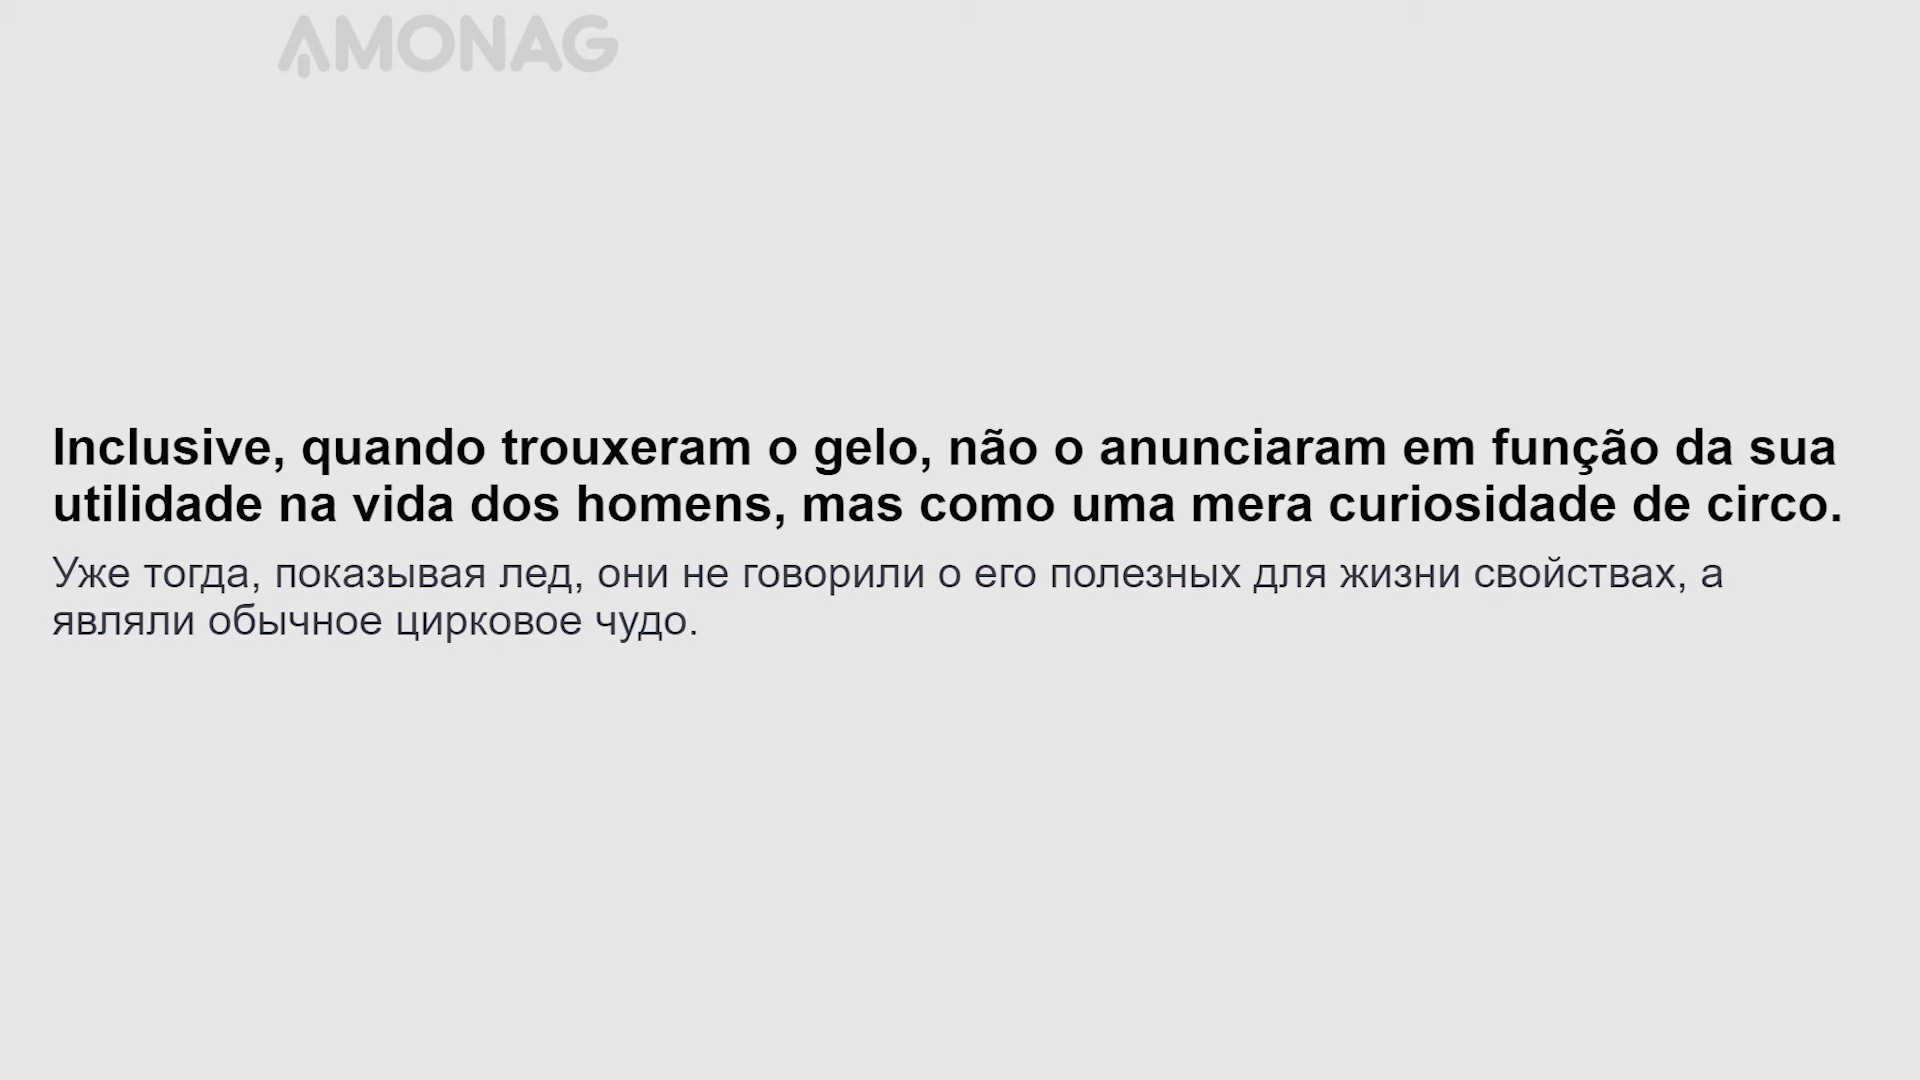 AMONAG
Inclusive, quando trouxeram o gelo, não o anunciaram em função da sua
utilidade na vida dos homens, mas como uma mera curiosidade de circo.
Уже тогда, показывая лед, они не говорили о его полезных для жизни свойствах, а
являли обычное цирковое чудо.